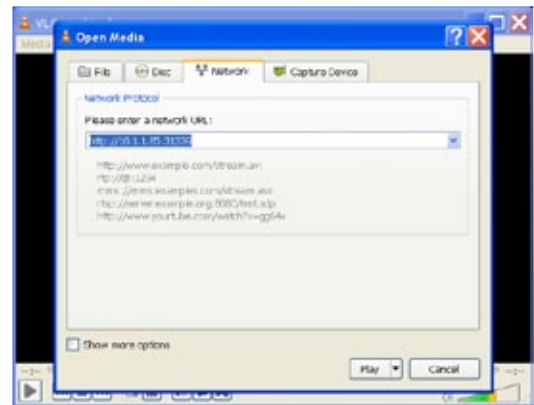 VL
Media
Open Media
File
Disc
Network
Capture Device
Network Protocol
Please enter a network URL:
http://www.example.com/stream.avi
rtp://@:1234
mms://mms.examples.com/stream.asx
rtsp://server.example.org:8080/test.sdp
http://www.yourtube.com/watch?v=gg64x
Show more options
Play
Cancel